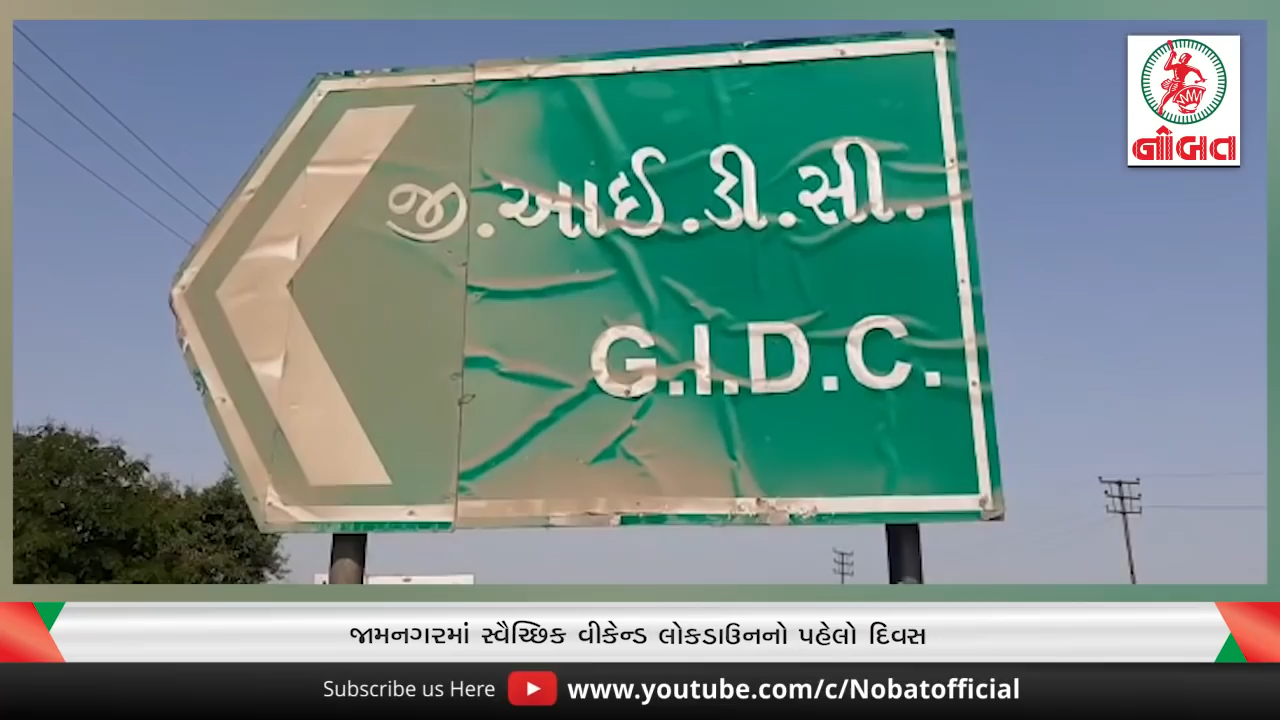 નોબત
જી.આઈ.ડી.સી.
G.I.D.C.
જામનગરમાં સ્વૈચ્છિક વીકેન્ડ લોકડાઉનનો પહેલો દિવસ
Subscribe us Here www.youtube.com/c/Nobatofficial